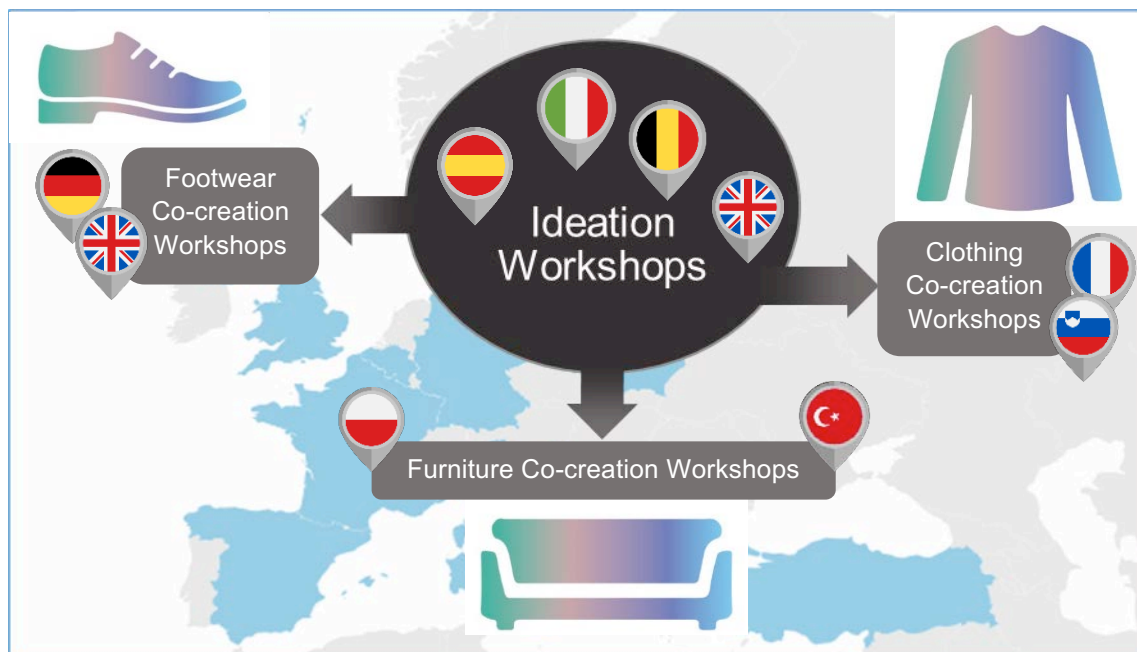 Ideation
Workshops
Footwear
Co-creation
Workshops
Clothing
Co-creation
Workshops
Furniture Co-creation Workshops